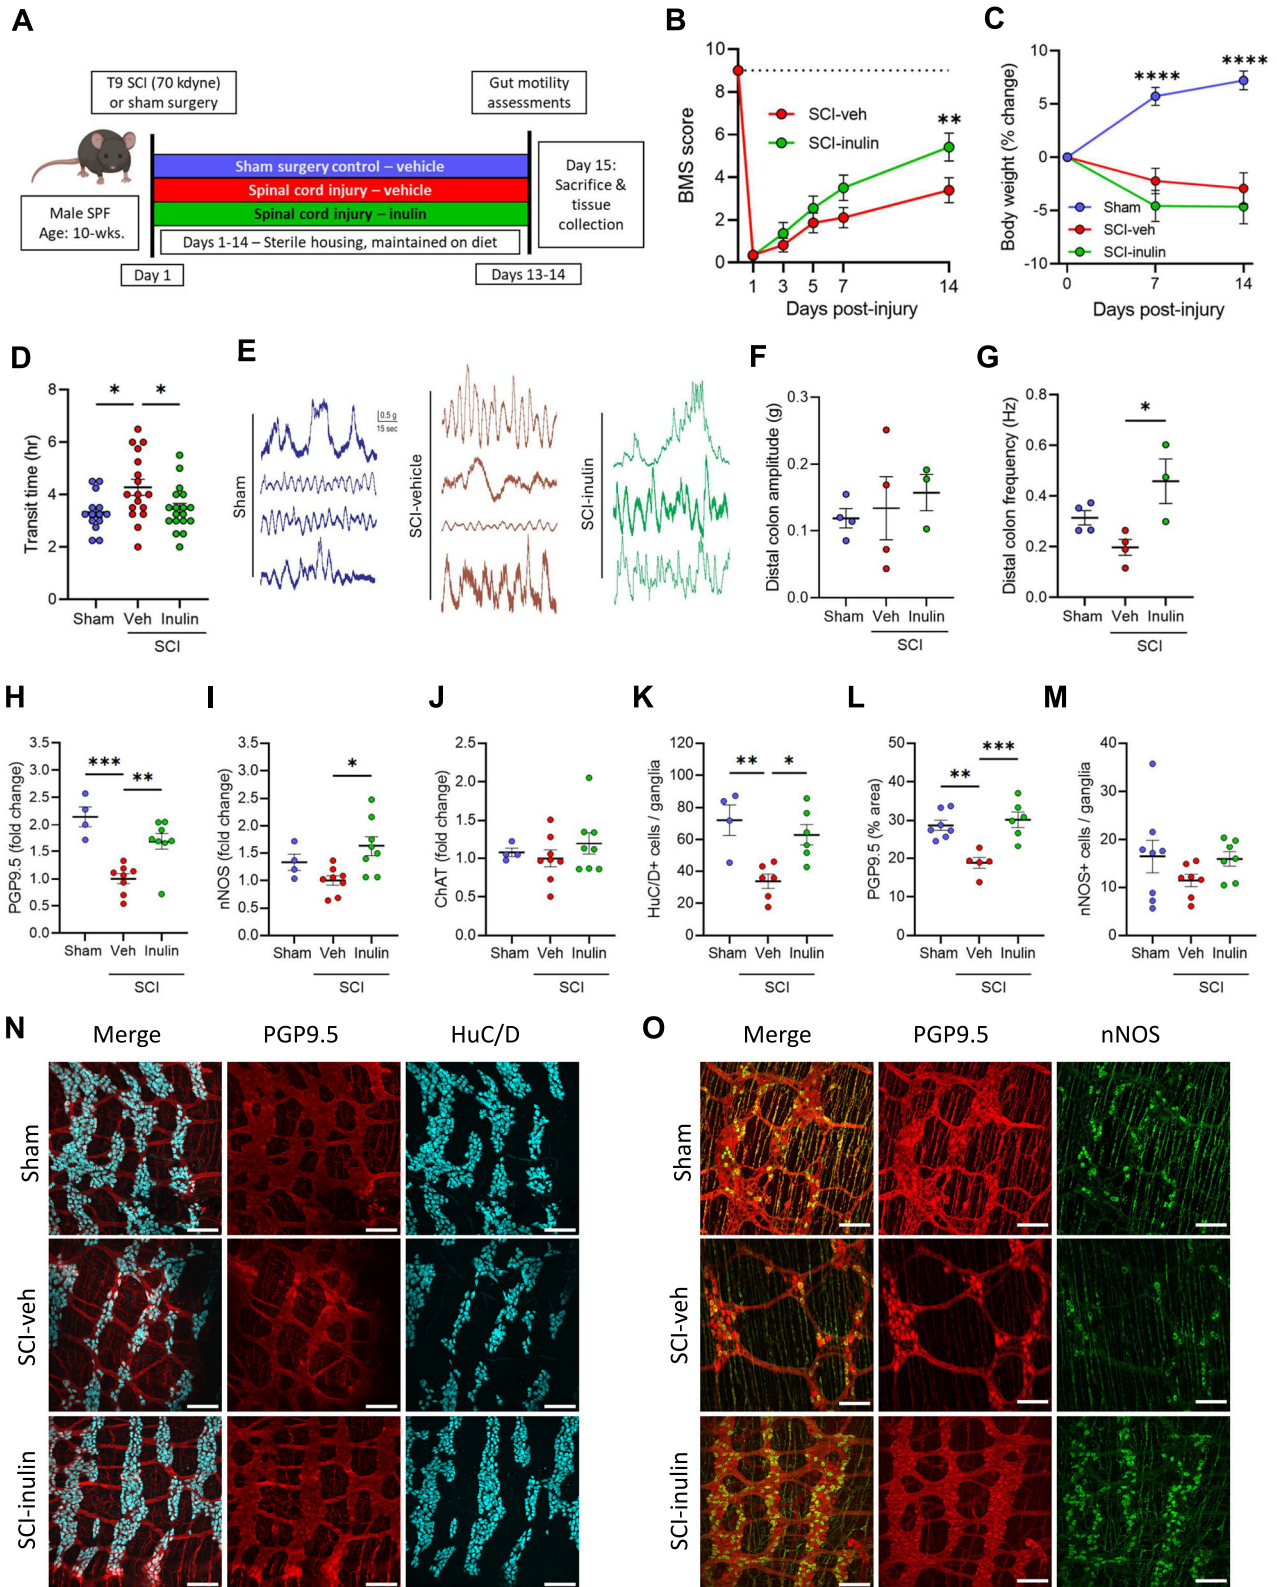 A
T9 SCI (70 kdyne)
or sham surgery
Gut motility
assessments
Sham surgery control – vehicle
Spinal cord injury – vehicle
Spinal cord injury – inulin
Days 1-14 – Sterile housing, maintained on diet
Male SPF
Age: 10-wks.
Day 15:
Sacrifice &
tissue
collection
Day 1
Days 13-14
B
10
8
6
4
2
0
BMS score
SCI-veh
SCI-inulin
**
1 3 5 7 14
Days post-injury
C
10
5
0
-5
-10
Body weight (% change)
**** ****
Sham
SCI-veh
SCI-inulin
0 7 14
Days post-injury
D
8
6
4
2
0
Transit time (hr)
* *
Sham Veh Inulin
SCI
E
Sham
0.5 g
15 sec
SCI-vehicle
SCI-inulin
F
0.3
0.2
0.1
0.0
Distal colon amplitude (g)
Sham Veh Inulin
SCI
G
0.8
0.6
0.4
0.2
0.0
Distal colon frequency (Hz)
*
Sham Veh Inulin
SCI
H
3.5
3.0
2.5
2.0
1.5
1.0
0.5
0.0
PGP9.5 (fold change)
*** **
Sham Veh Inulin
SCI
I
3.5
3.0
2.5
2.0
1.5
1.0
0.5
0.0
nNOS (fold change)
*
Sham Veh Inulin
SCI
J
2.5
2.0
1.5
1.0
0.5
0.0
ChAT (fold change)
Sham Veh Inulin
SCI
K
120
100
80
60
40
20
0
HuC/D+ cells / ganglia
** *
Sham Veh Inulin
SCI
L
50
40
30
20
10
0
PGP9.5 (% area)
** ***
Sham Veh Inulin
SCI
M
40
30
20
10
0
nNOS+ cells / ganglia
Sham Veh Inulin
SCI
N
Merge PGP9.5 HuC/D
Sham
SCI-veh
SCI-inulin
O
Merge PGP9.5 nNOS
Sham
SCI-veh
SCI-inulin